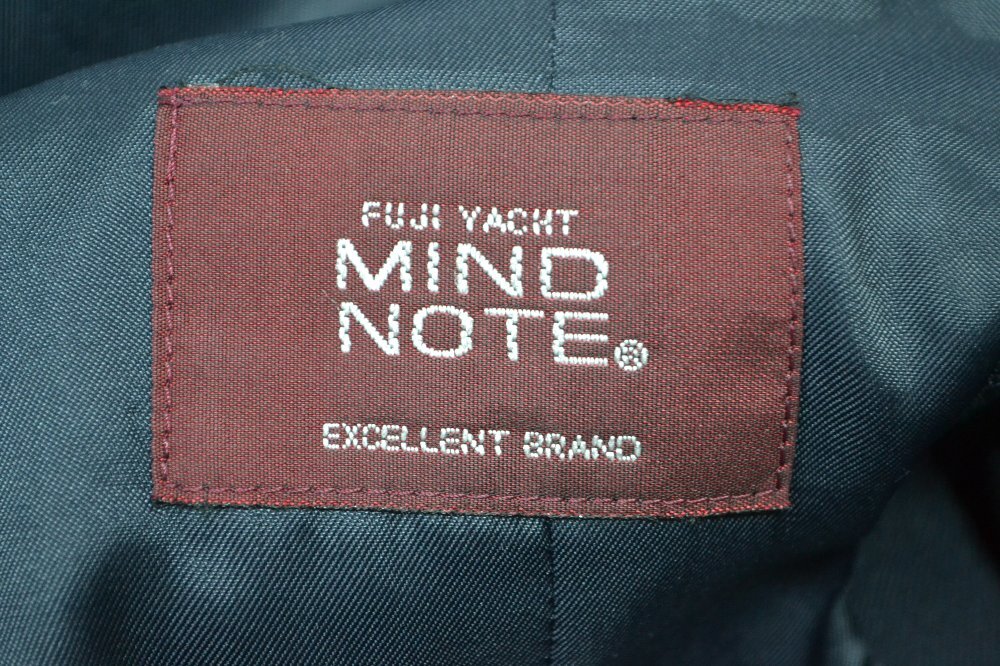 FUJI YACHT
MIND
NOTE®
EXCELLENT BRAND